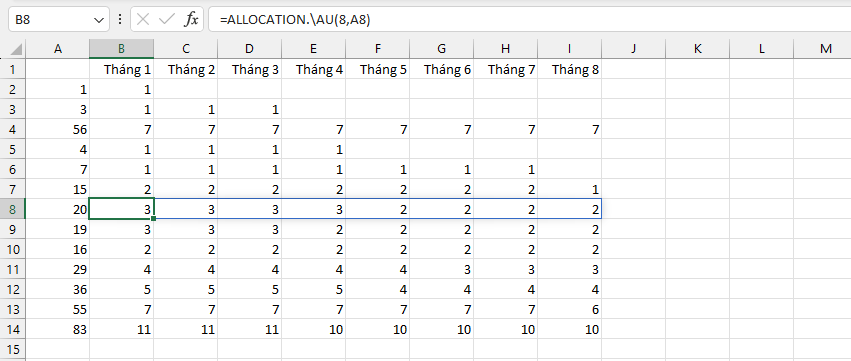 B8 fx =ALLOCATION.\AU(8,A8)
A B C D E F G H I J K L M
1 Tháng 1 Tháng 2 Tháng 3 Tháng 4 Tháng 5 Tháng 6 Tháng 7 Tháng 8
2 1 1
3 3 1 1 1
4 56 7 7 7 7 7 7 7 7
5 4 1 1 1 1
6 7 1 1 1 1 1 1 1
7 15 2 2 2 2 2 2 2 1
8 20 3 3 3 3 2 2 2 2
9 19 3 3 3 2 2 2 2 2
10 16 2 2 2 2 2 2 2 2
11 29 4 4 4 4 4 3 3 3
12 36 5 5 5 5 4 4 4 4
13 55 7 7 7 7 7 7 7 6
14 83 11 11 11 10 10 10 10 10
15